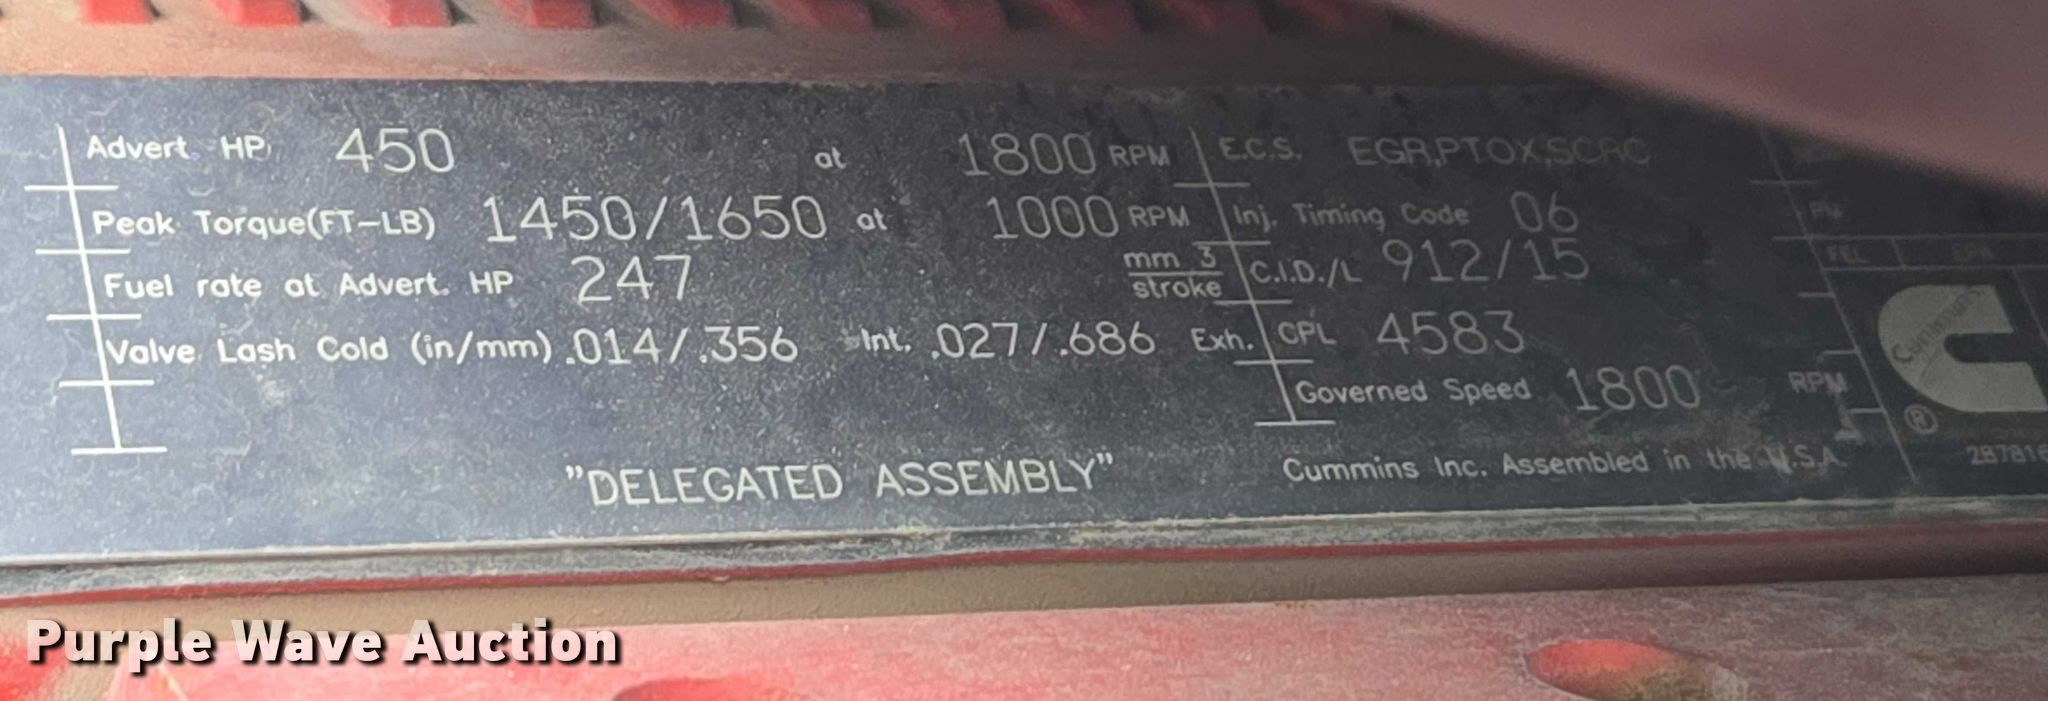 Advert. HP 450 at 1800 RPM
Peak Torque(FT-LB) 1450/1650 at 1000 RPM
Fuel rate at Advert. HP 247 mm 3 stroke
Valve Lash Cold (in/mm) .014/.356 Int. .027/.686 Exh.
"DELEGATED ASSEMBLY"
E.C.S. EGR,PTOX,SCRC
Inj. Timing Code 06
C.I.D./L 912/15
CPL 4583
Governed Speed 1800 RPM
Cummins Inc. Assembled in the U.S.A.
Cummins
®
Purple Wave Auction